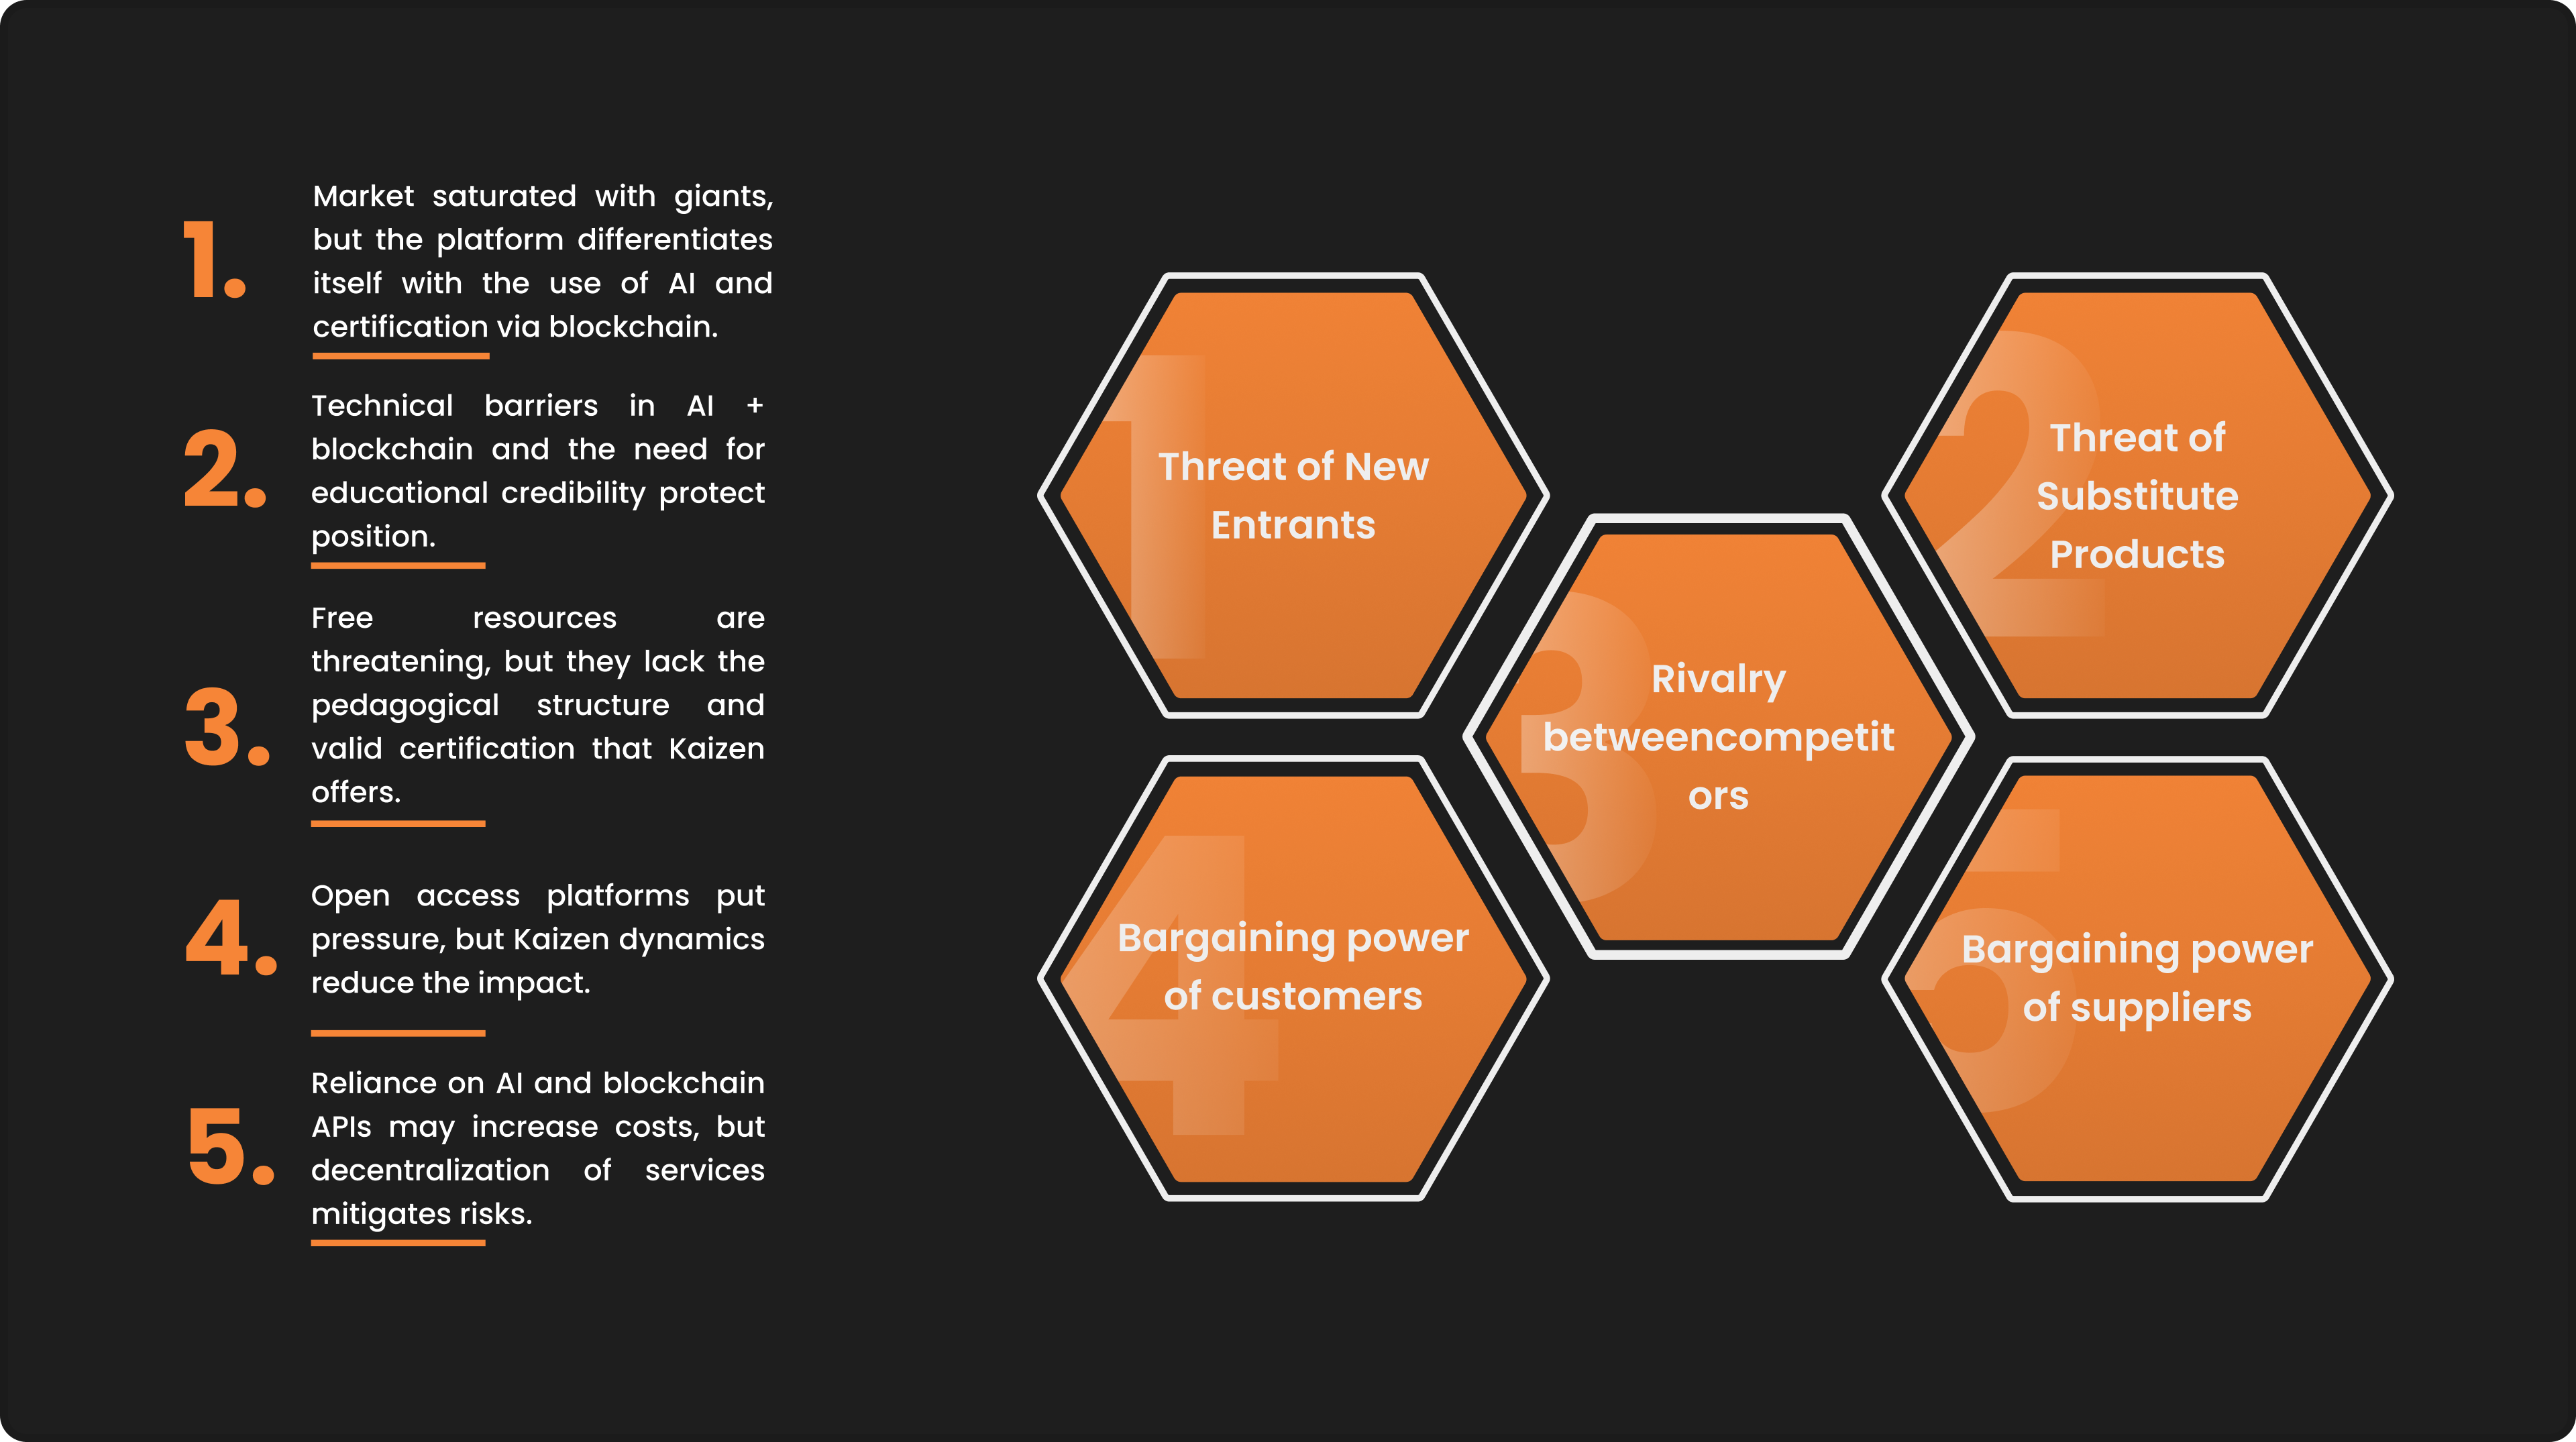 1.
Market saturated with giants,
but the platform differentiates
itself with the use of AI and
certification via blockchain.
2.
Technical barriers in AI +
blockchain and the need for
educational credibility protect
position.
3.
Free resources are
threatening, but they lack the
pedagogical structure and
valid certification that Kaizen
offers.
4.
Open access platforms put
pressure, but Kaizen dynamics
reduce the impact.
5.
Reliance on AI and blockchain
APIs may increase costs, but
decentralization of services
mitigates risks.
1
Threat of New
Entrants
2
Threat of
Substitute
Products
3
Rivalry
betweencompetit
ors
4
Bargaining power
of customers
5
Bargaining power
of suppliers